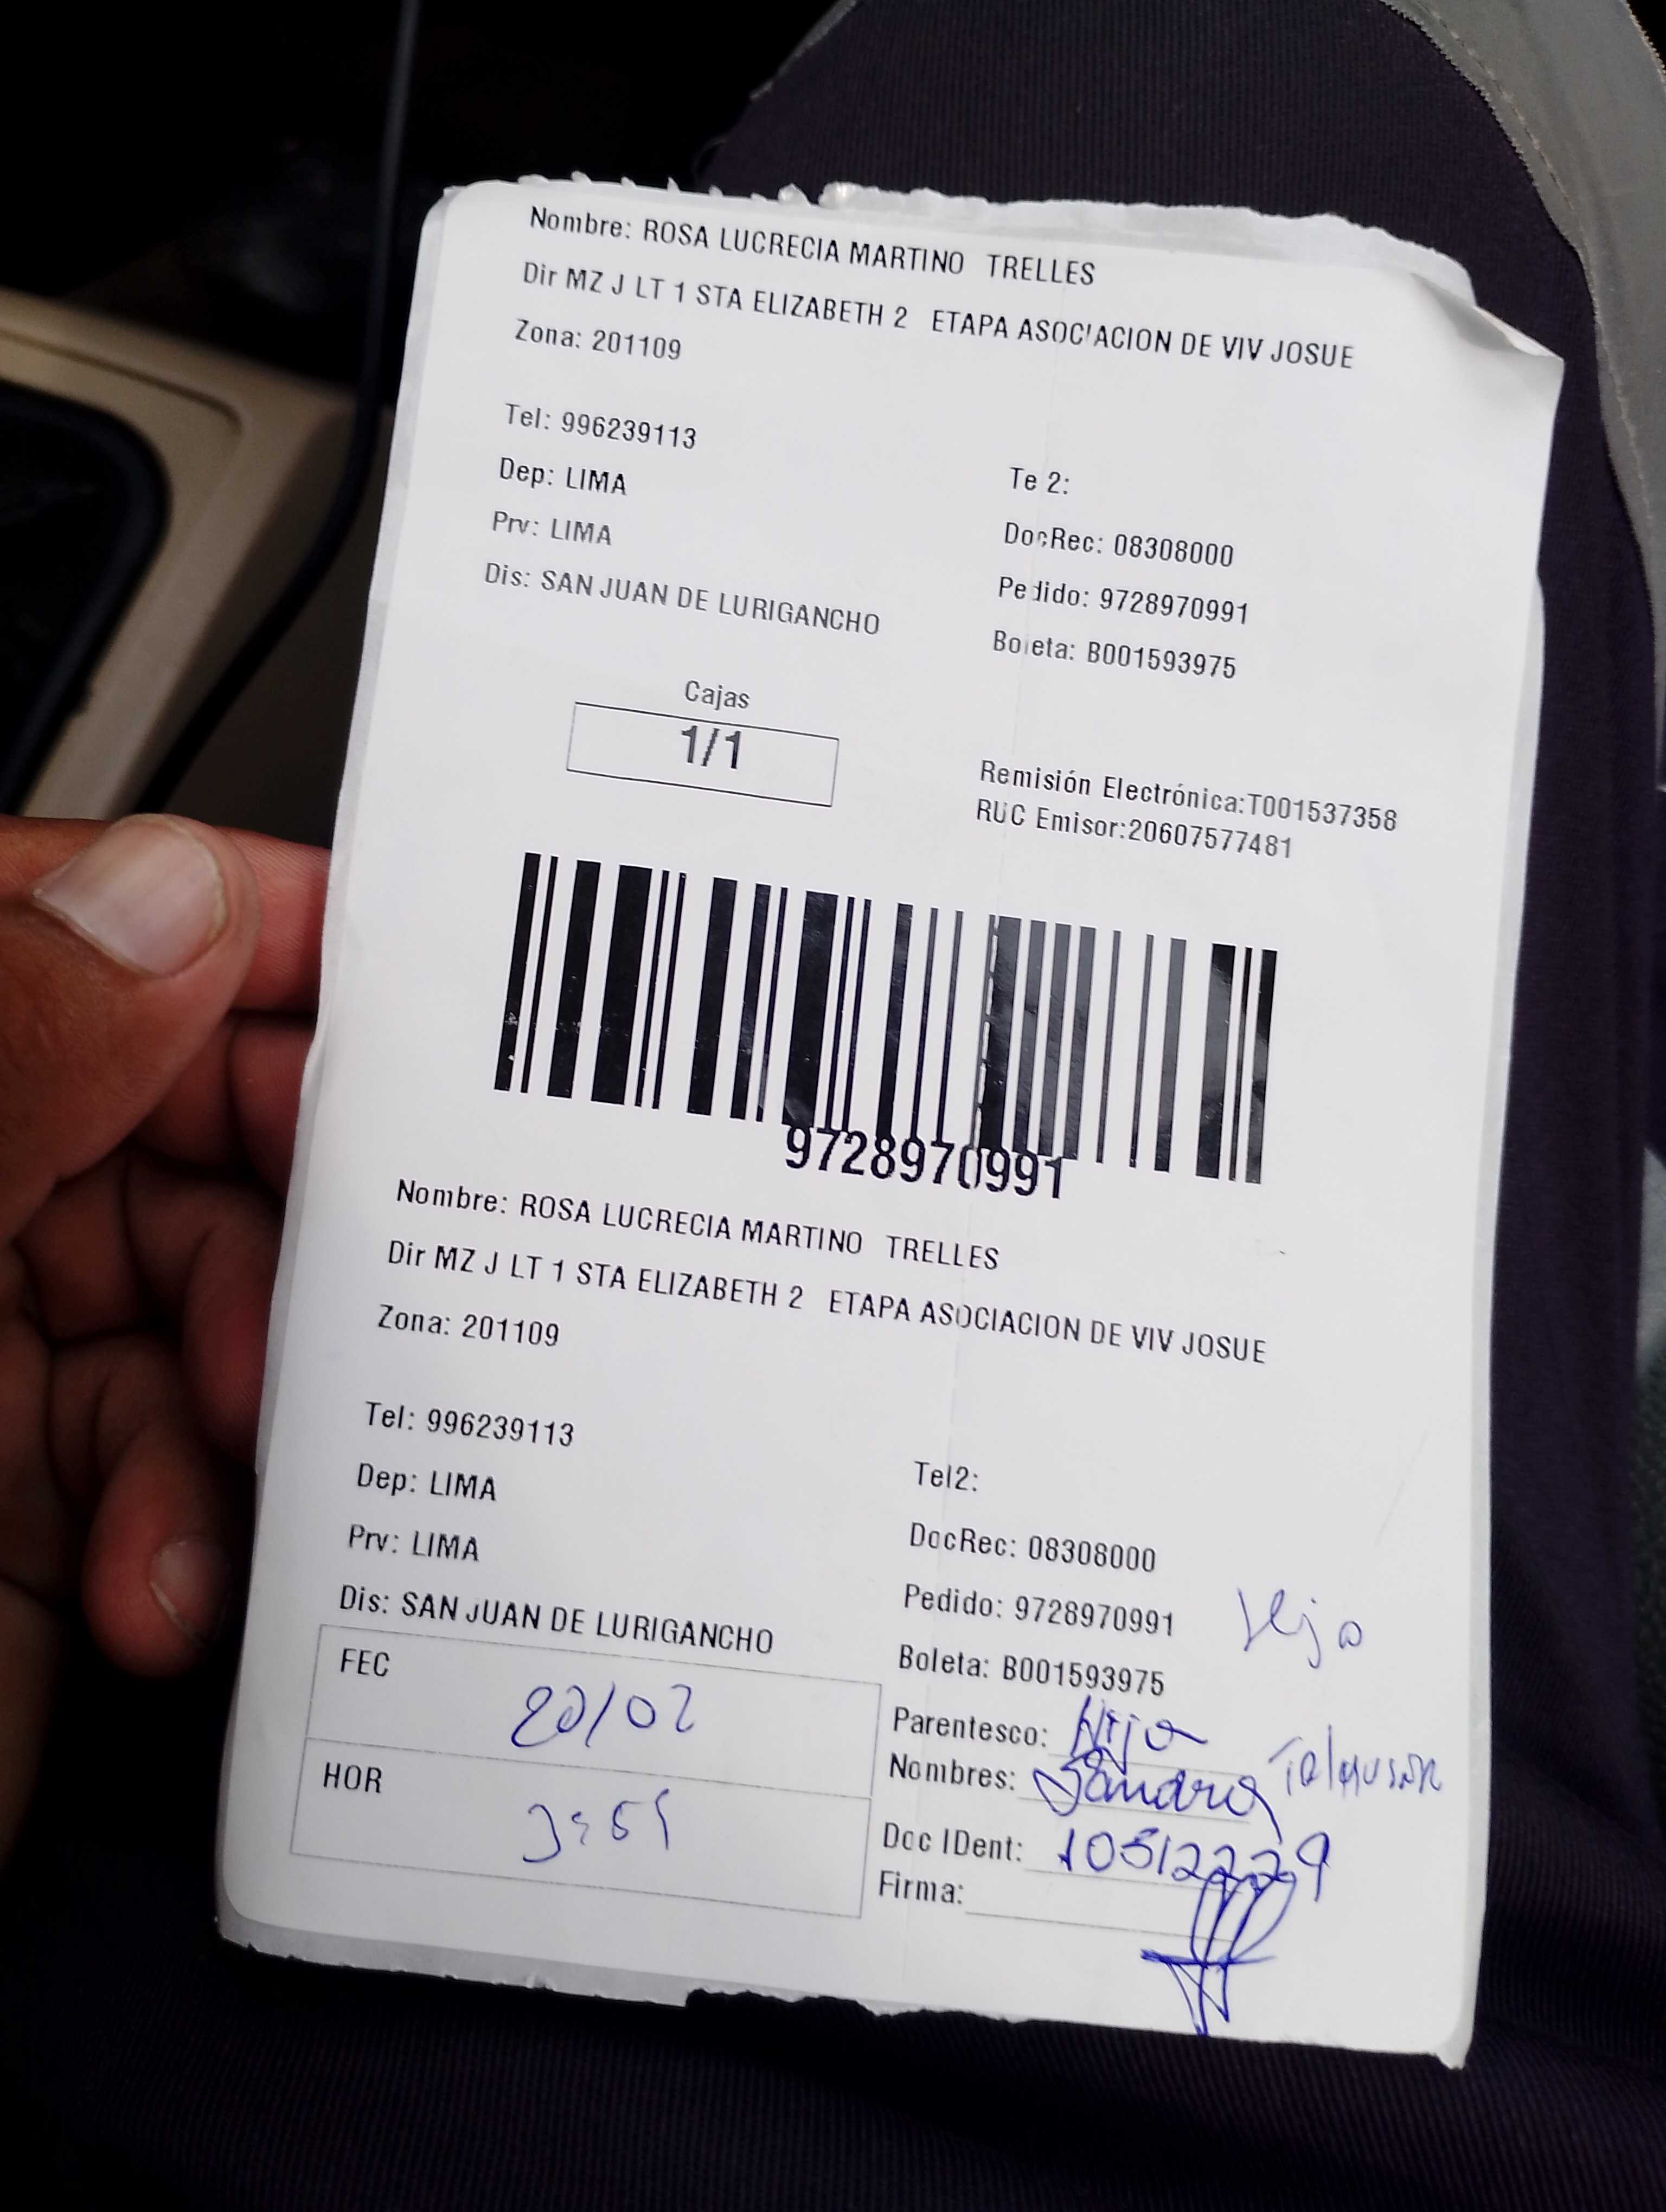 Nombre: ROSA LUCRECIA MARTINO TRELLES
Dir MZ J LT 1 STA ELIZABETH 2 ETAPA ASOCIACION DE VIV JOSUE
Zona: 201109
Tel: 996239113
Te 2:
Dep: LIMA
DocRec: 08308000
Prv: LIMA
Pedido: 9728970991
Dis: SAN JUAN DE LURIGANCHO
Boleta: B001593975
Cajas
1/1
Remisión Electrónica:T001537358
RUC Emisor:20607577481
9728970991
Nombre: ROSA LUCRECIA MARTINO TRELLES
Dir MZ J LT 1 STA ELIZABETH 2 ETAPA ASOCIACION DE VIV JOSUE
Zona: 201109
Tel: 996239113
Tel2:
Dep: LIMA
DocRec: 08308000
Prv: LIMA
Pedido: 9728970991
Dis: SAN JUAN DE LURIGANCHO
Boleta: B001593975
FEC 20/02
Parentesco: Hija
Nombres: Sandra
HOR
Doc IDent: 10512229
Firma: